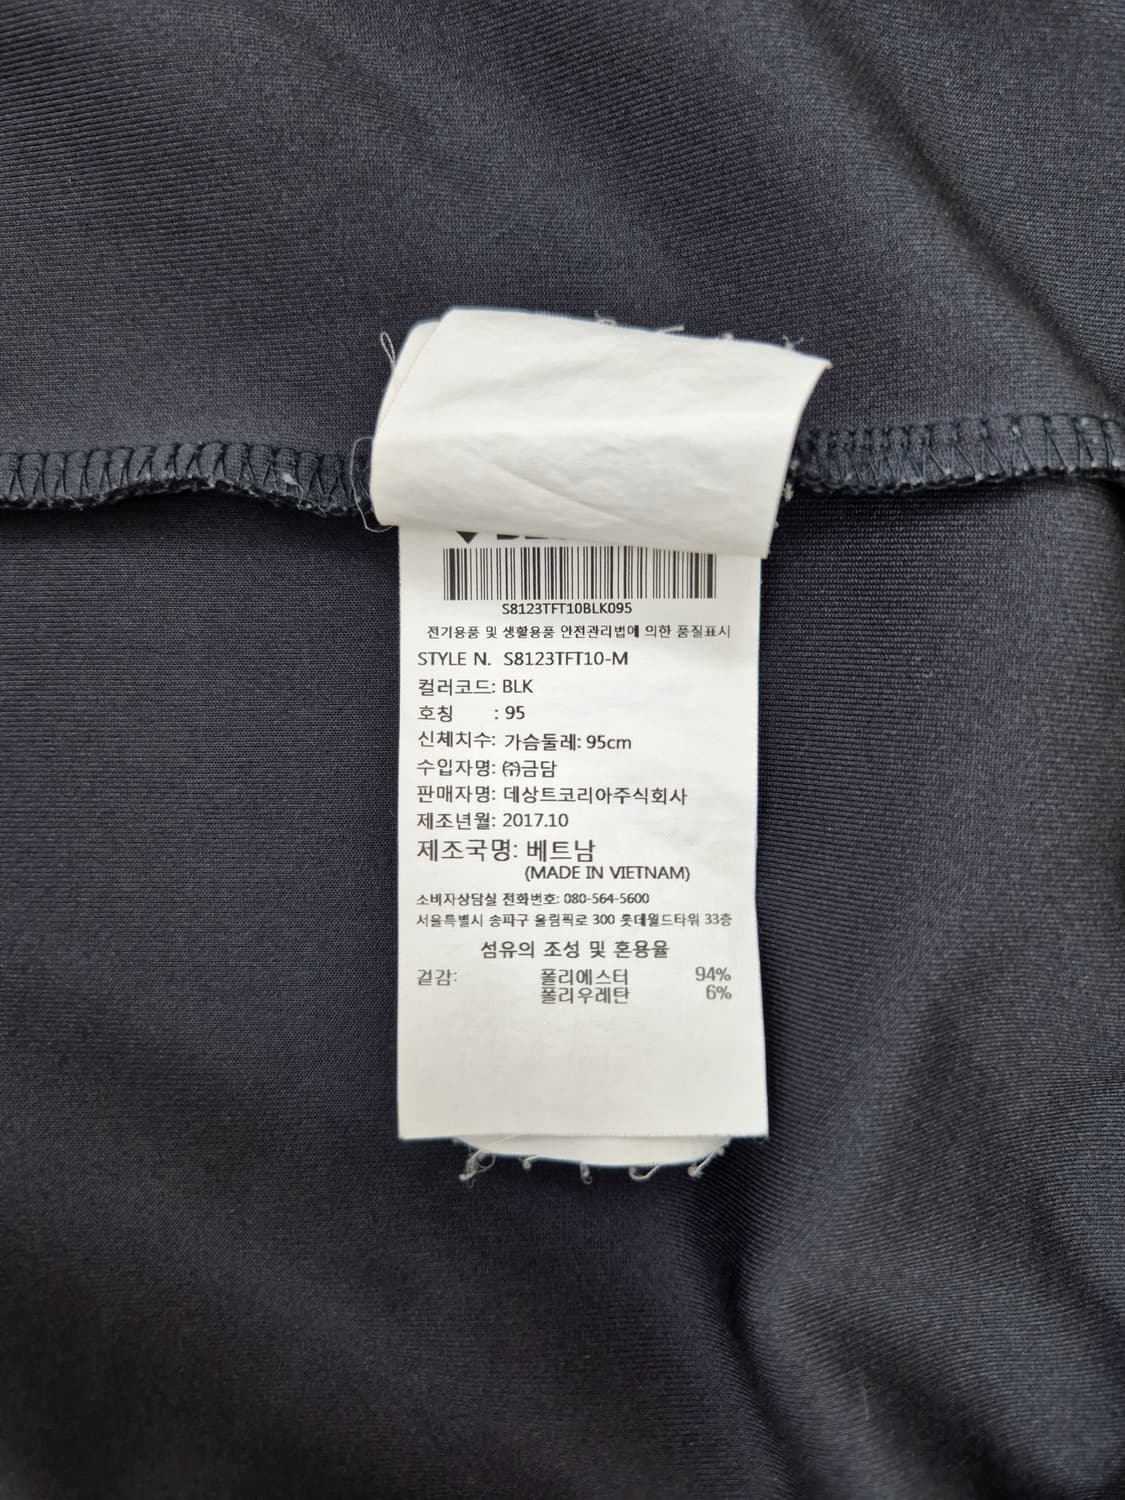 S8123TFT10BLK095
전기용품 및 생활용품 안전관리법에 의한 품질표시
STYLE N. S8123TFT10-M
컬러코드: BLK
호칭 : 95
신체치수: 가슴둘레: 95cm
수입자명: ㈜금담
판매자명: 데상트코리아주식회사
제조년월: 2017.10
제조국명: 베트남
(MADE IN VIETNAM)
소비자상담실 전화번호: 080-564-5600
서울특별시 송파구 올림픽로 300 롯데월드타워 33층
섬유의 조성 및 혼용율
겉감: 폴리에스터 94%
폴리우레탄 6%